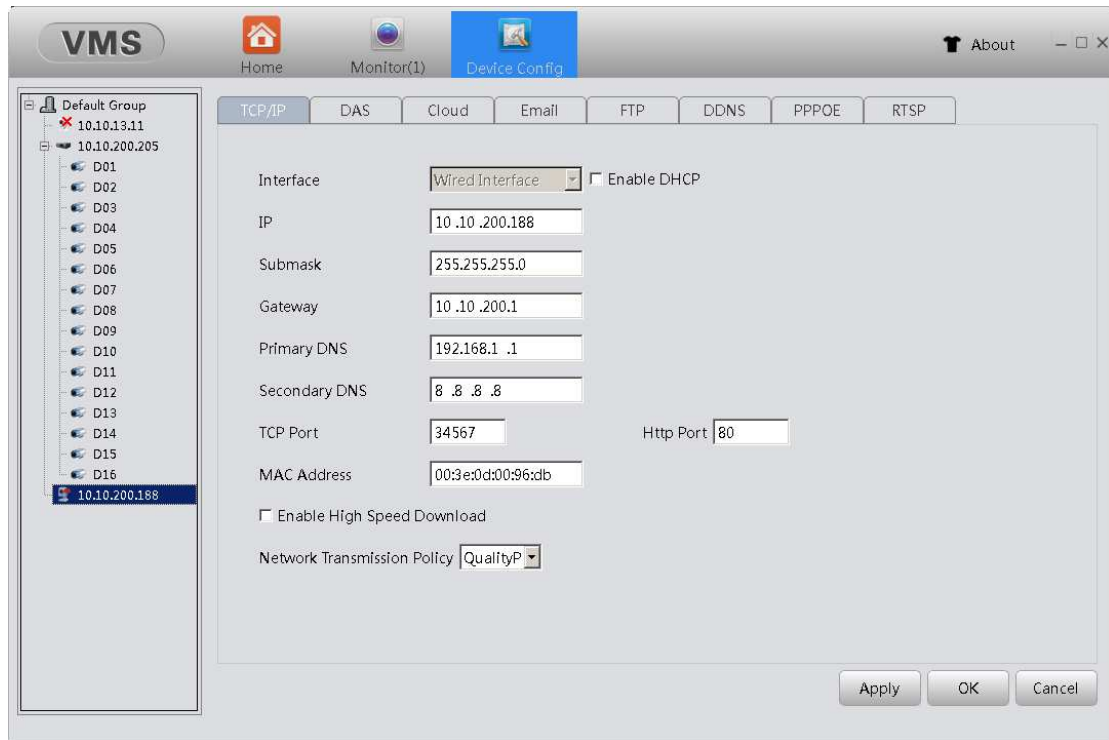 VMS
Home
Monitor(1)
Device Config
About
Default Group
10.10.13.11
10.10.200.205
D01
D02
D03
D04
D05
D06
D07
D08
D09
D10
D11
D12
D13
D14
D15
D16
10.10.200.188
TCP/IP DAS Cloud Email FTP DDNS PPPOE RTSP
Interface Wired Interface Enable DHCP
IP 10 .10 .200.188
Submask 255.255.255.0
Gateway 10 .10 .200.1
Primary DNS 192.168.1 .1
Secondary DNS 8 .8 .8 .8
TCP Port 34567 Http Port 80
MAC Address 00:3e:0d:00:96:db
Enable High Speed Download
Network Transmission Policy QualityP
Apply OK Cancel